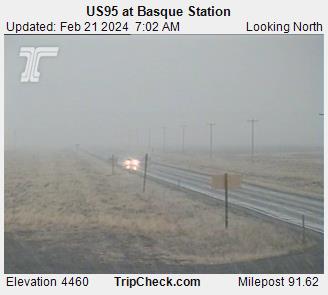 US95 at Basque Station
Updated: Feb 21 2024 7:02 AM Looking North
Elevation 4460 TripCheck.com Milepost 91.62